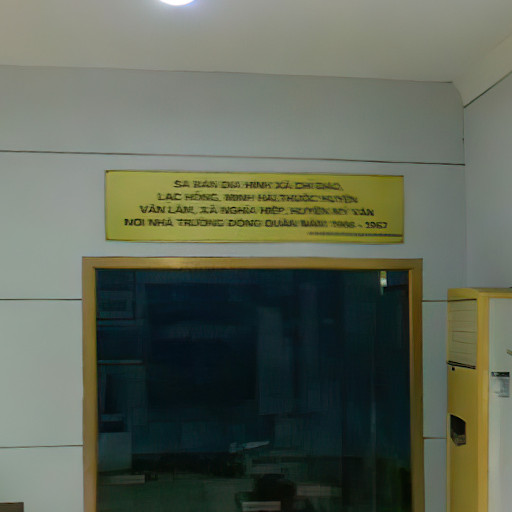 SA BÀN ĐỊA HÌNH XÃ CHỈ ĐẠO,
LẠC HỒNG, MINH HẢI, THUỘC HUYỆN
VĂN LÂM, XÃ NGHĨA HIỆP, HUYỆN MỸ VĂN
NƠI NHÀ TRƯỜNG ĐÓNG QUÂN NĂM 1966 - 1967